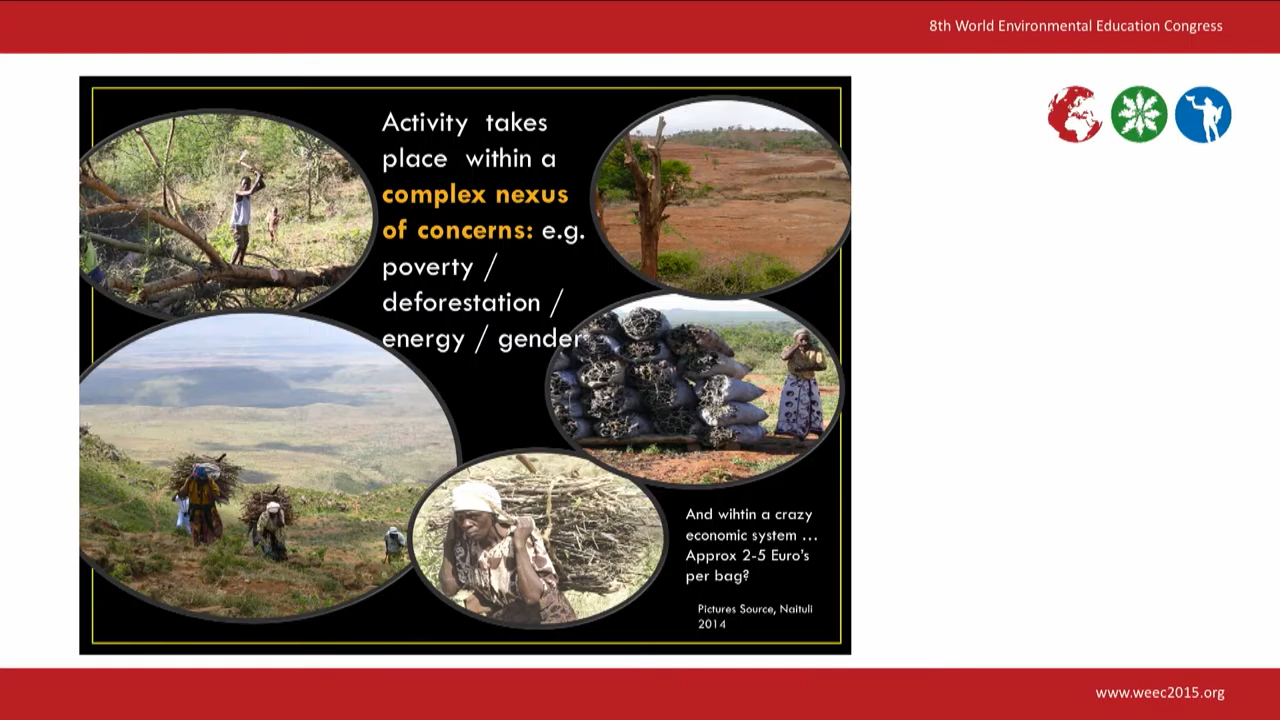 8th World Environmental Education Congress
Activity takes
place within a
complex nexus
of concerns: e.g.
poverty /
deforestation /
energy / gender
And wihtin a crazy
economic system ...
Approx 2-5 Euro's
per bag?
Pictures Source, Naituli
2014
www.weec2015.org